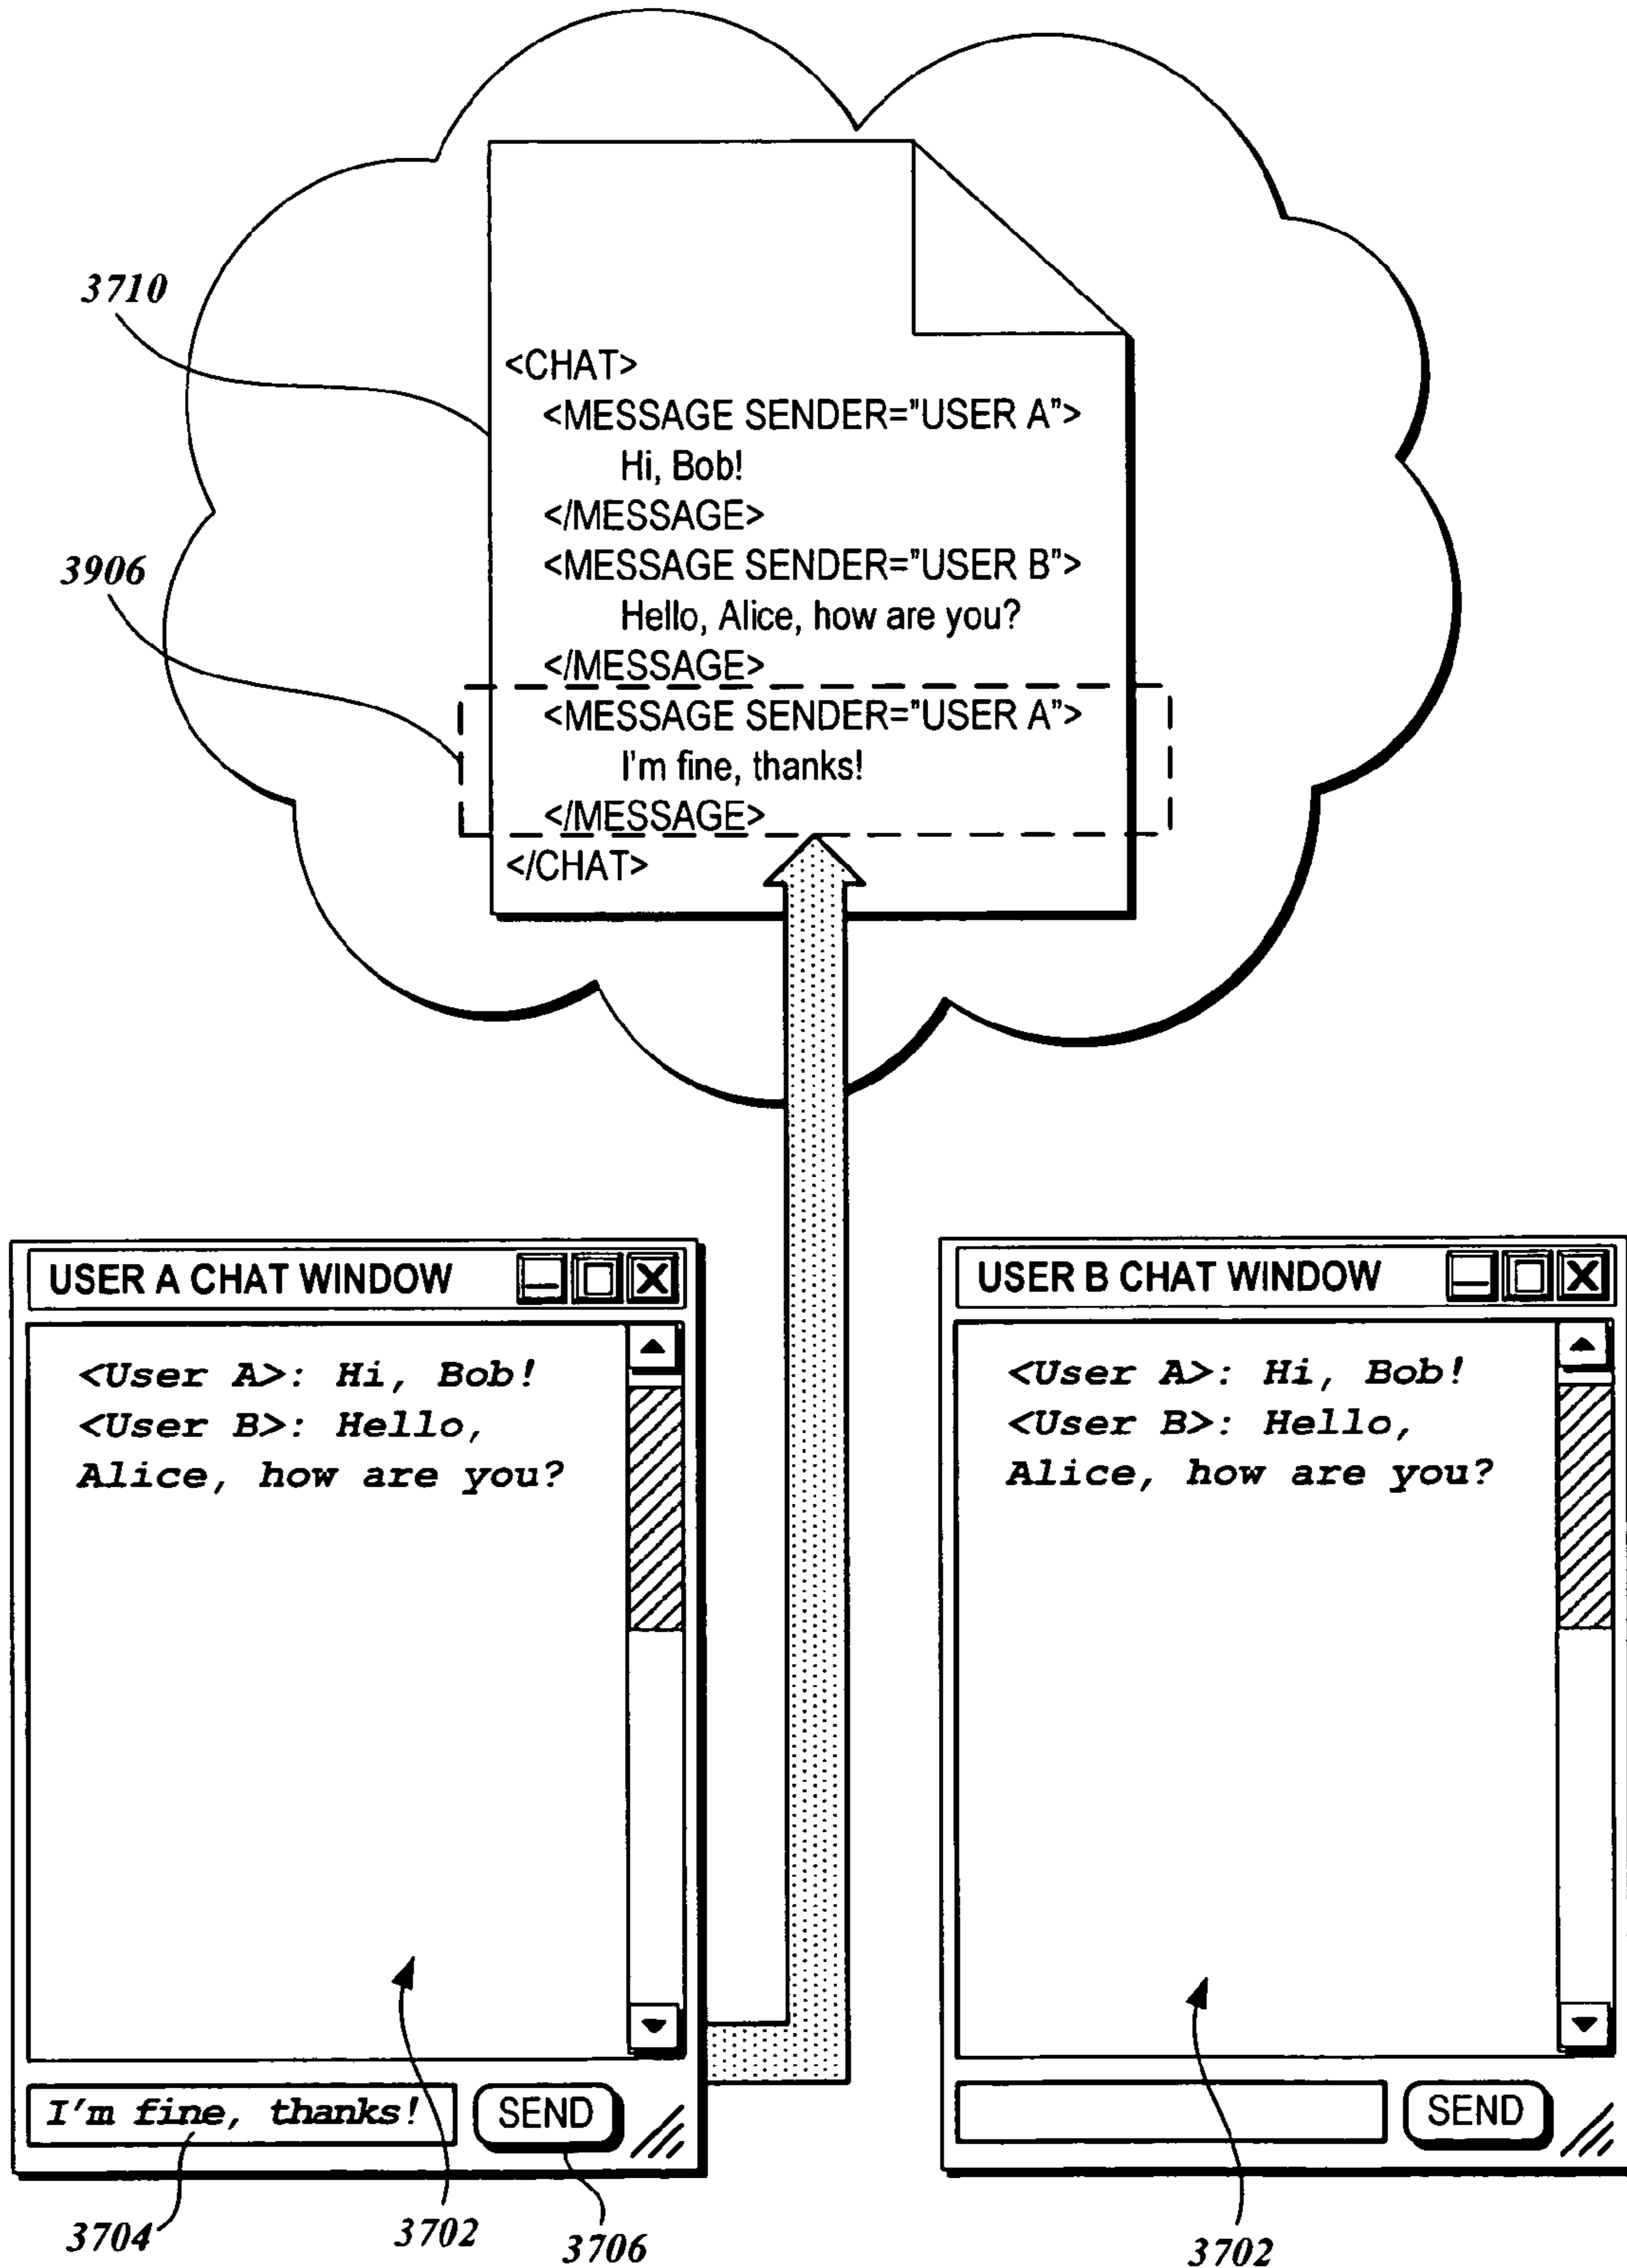 3710
<CHAT>
<MESSAGE SENDER="USER A">
Hi, Bob!
</MESSAGE>
3906
<MESSAGE SENDER="USER B">
Hello, Alice, how are you?
</MESSAGE>
<MESSAGE SENDER="USER A">
I'm fine, thanks!
</MESSAGE>
</CHAT>
USER A CHAT WINDOW
<User A>: Hi, Bob!
<User B>: Hello,
Alice, how are you?
I'm fine, thanks!
SEND
3704
3702
3706
USER B CHAT WINDOW
<User A>: Hi, Bob!
<User B>: Hello,
Alice, how are you?
SEND
3702